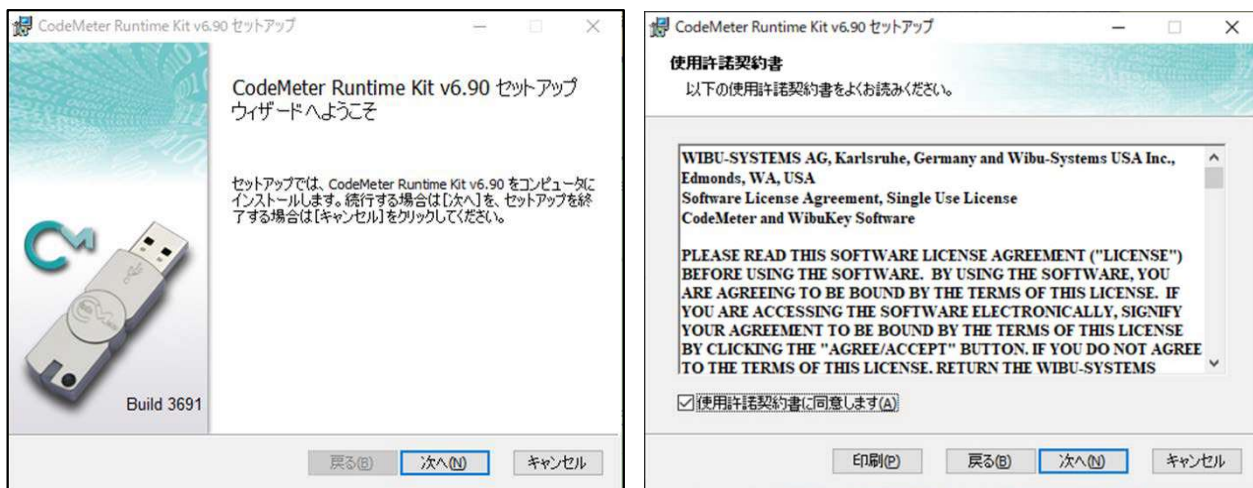 CodeMeter Runtime Kit v6.90 セットアップ
CodeMeter Runtime Kit v6.90 セットアップ
ウィザードへようこそ
セットアップでは、CodeMeter Runtime Kit v6.90 をコンピュータに
インストールします。続行する場合は[次へ]を、セットアップを終
了する場合は[キャンセル]をクリックしてください。
Build 3691
戻る(B)
次へ(N)
キャンセル
CodeMeter Runtime Kit v6.90 セットアップ
使用許諾契約書
以下の使用許諾契約書をよくお読みください。
WIBU-SYSTEMS AG, Karlsruhe, Germany and Wibu-Systems USA Inc.,
Edmonds, WA, USA
Software License Agreement, Single Use License
CodeMeter and WibuKey Software
PLEASE READ THIS SOFTWARE LICENSE AGREEMENT ("LICENSE")
BEFORE USING THE SOFTWARE.  BY USING THE SOFTWARE, YOU
ARE AGREEING TO BE BOUND BY THE TERMS OF THIS LICENSE.  IF
YOU ARE ACCESSING THE SOFTWARE ELECTRONICALLY, SIGNIFY
YOUR AGREEMENT TO BE BOUND BY THE TERMS OF THIS LICENSE
BY CLICKING THE "AGREE/ACCEPT" BUTTON. IF YOU DO NOT AGREE
TO THE TERMS OF THIS LICENSE, RETURN THE WIBU-SYSTEMS
使用許諾契約書に同意します(A)
印刷(P)
戻る(B)
次へ(N)
キャンセル